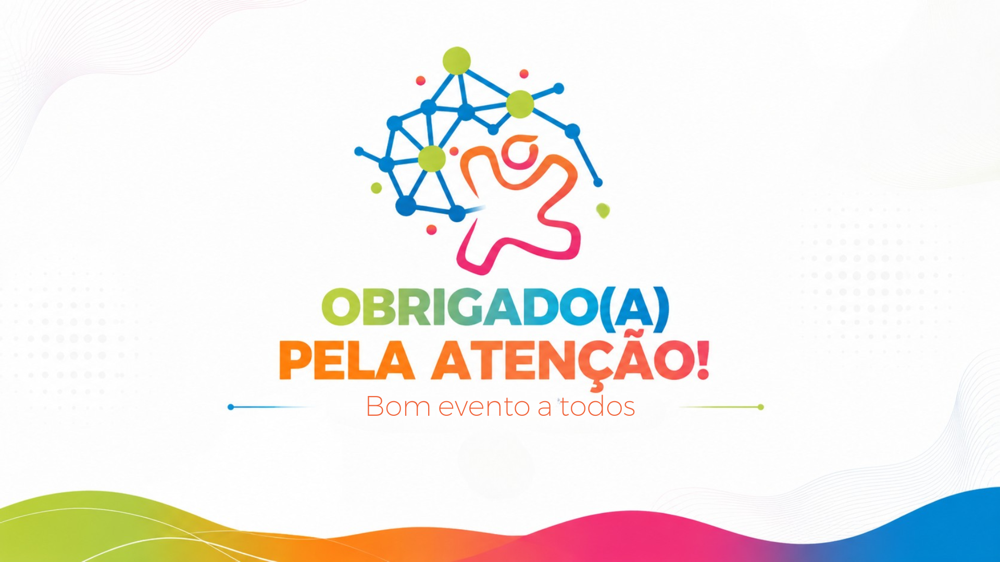 OBRIGADO(A)
PELA ATENÇÃO!
Bom evento a todos